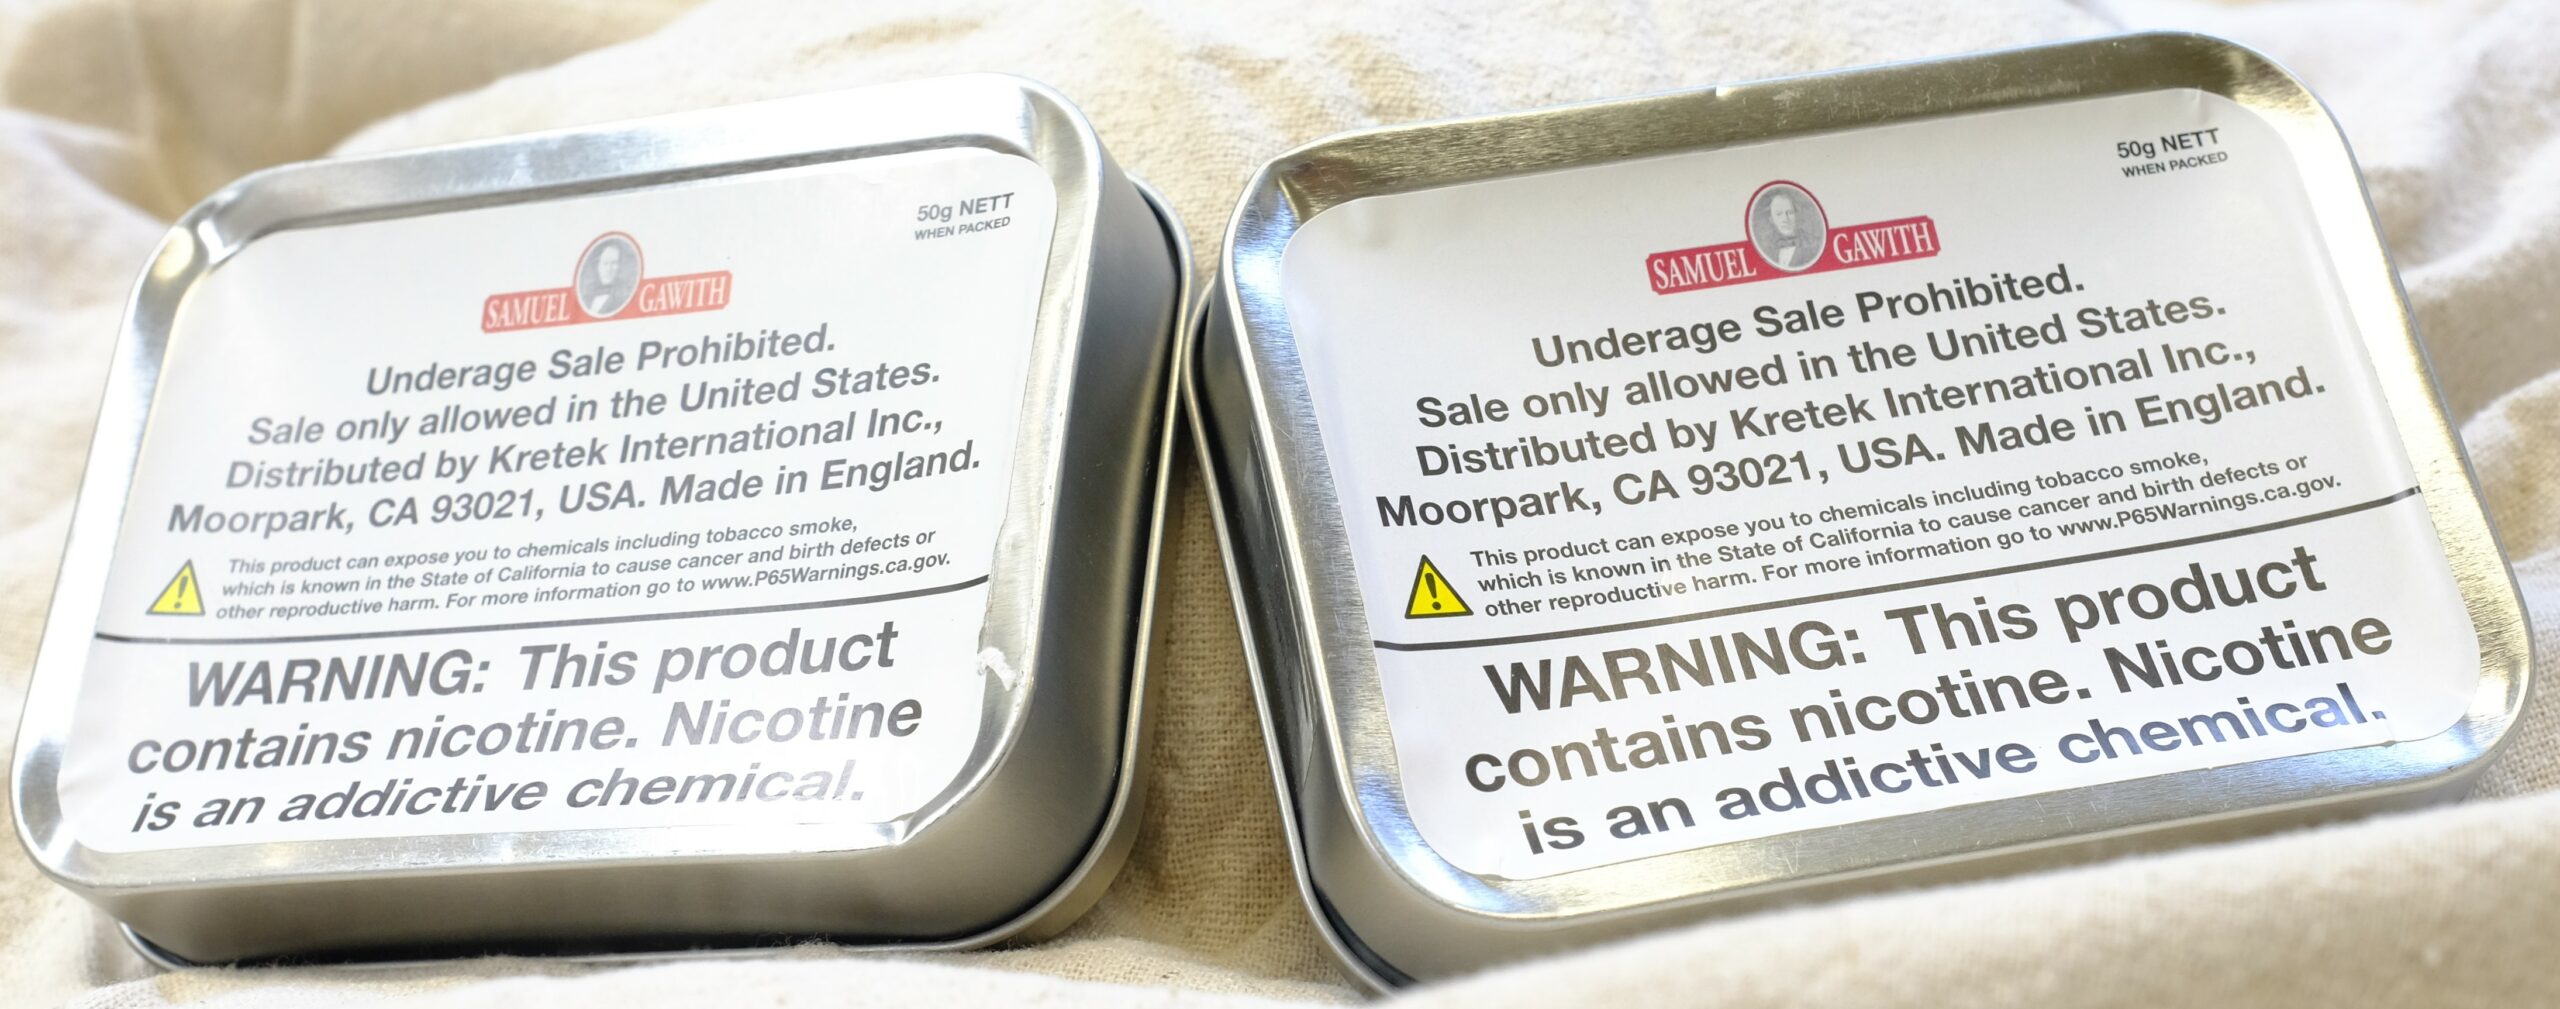 50g NETT
WHEN PACKED
SAMUEL GAWITH
Underage Sale Prohibited.
Sale only allowed in the United States.
Distributed by Kretek International Inc.,
Moorpark, CA 93021, USA. Made in England.
This product can expose you to chemicals including tobacco smoke,
which is known in the State of California to cause cancer and birth defects or
other reproductive harm. For more information go to www.P65Warnings.ca.gov.
WARNING: This product
contains nicotine. Nicotine
is an addictive chemical.
50g NETT
WHEN PACKED
SAMUEL GAWITH
Underage Sale Prohibited.
Sale only allowed in the United States.
Distributed by Kretek International Inc.,
Moorpark, CA 93021, USA. Made in England.
This product can expose you to chemicals including tobacco smoke,
which is known in the State of California to cause cancer and birth defects or
other reproductive harm. For more information go to www.P65Warnings.ca.gov.
WARNING: This product
contains nicotine. Nicotine
is an addictive chemical.